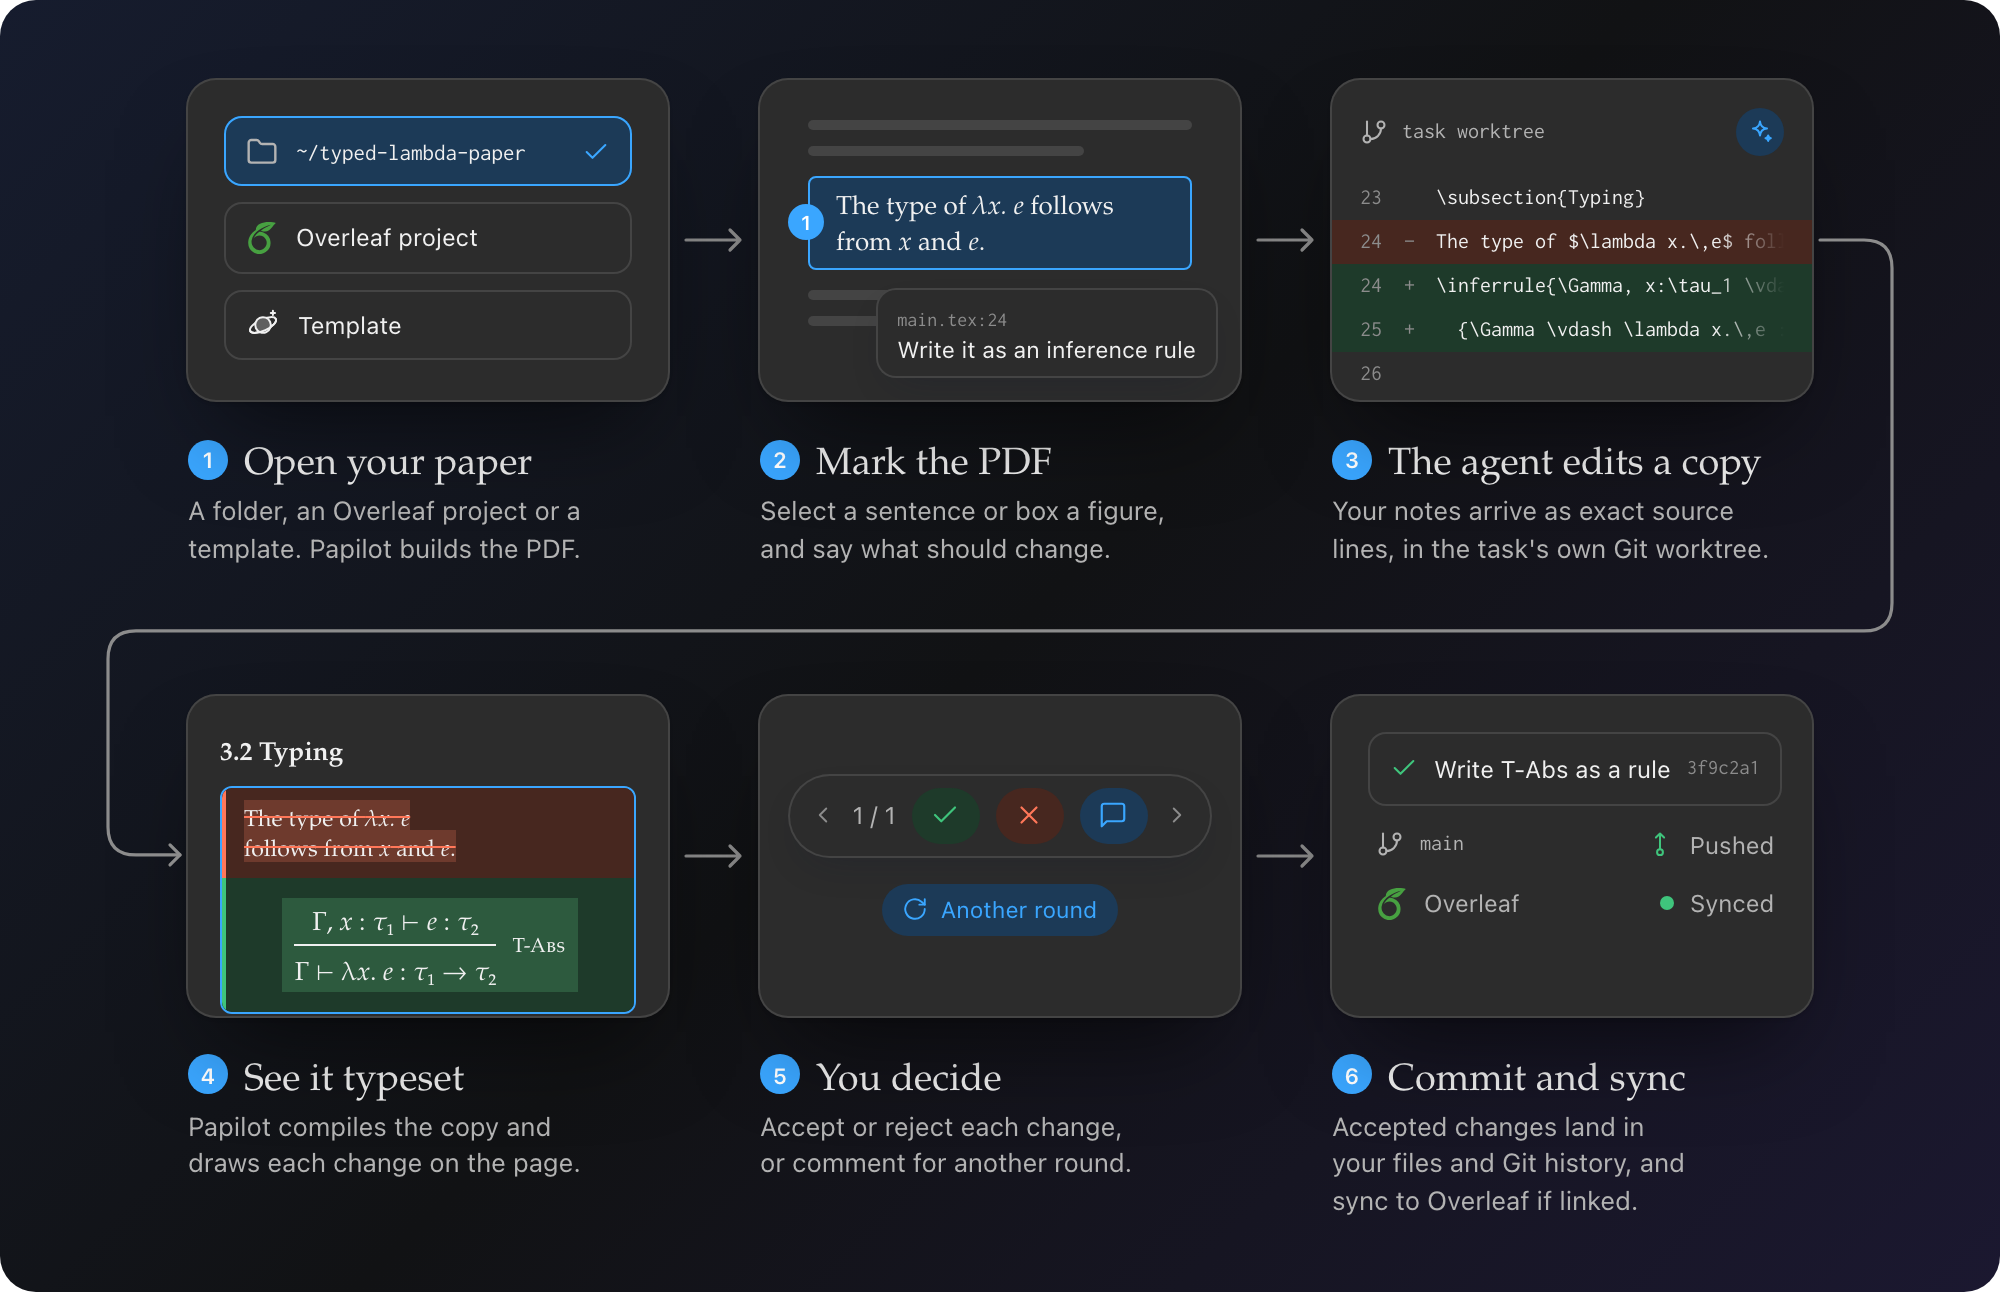 ~/typed-lambda-paper
Overleaf project
Template
1 Open your paper
A folder, an Overleaf project or a
template. Papilot builds the PDF.
1
The type of λx. e follows
from x and e.
main.tex:24
Write it as an inference rule
2 Mark the PDF
Select a sentence or box a figure,
and say what should change.
task worktree
23 \subsection{Typing}
24 − The type of $\lambda x.\,e$ fol
24 + \inferrule{\Gamma, x:\tau_1 \vd
25 + {\Gamma \vdash \lambda x.\,e
26
3 The agent edits a copy
Your notes arrive as exact source
lines, in the task's own Git worktree.
3.2 Typing
The type of λx. e
follows from x and e.
Γ, x : τ₁ ⊢ e : τ₂
T-Abs
Γ ⊢ λx. e : τ₁ → τ₂
4 See it typeset
Papilot compiles the copy and
draws each change on the page.
1 / 1
Another round
5 You decide
Accept or reject each change,
or comment for another round.
Write T-Abs as a rule 3f9c2a1
main Pushed
Overleaf Synced
6 Commit and sync
Accepted changes land in
your files and Git history, and
sync to Overleaf if linked.